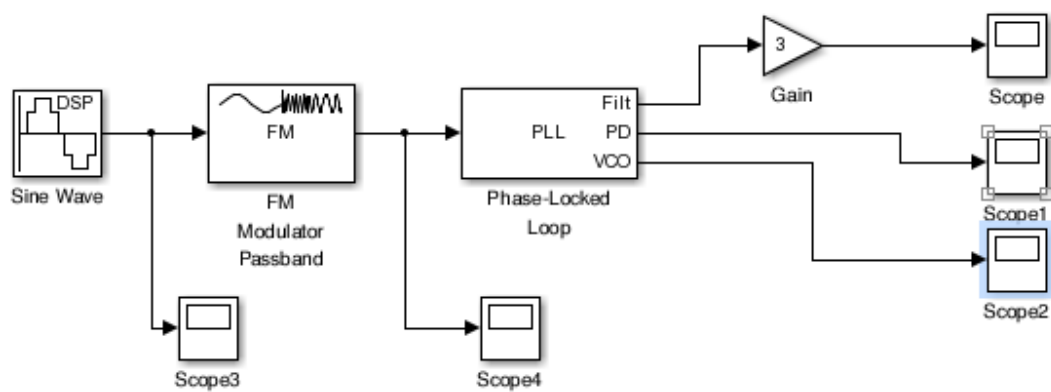 DSP
Sine Wave
FM
FM
Modulator
Passband
Filt
PLL
PD
VCO
Phase-Locked
Loop
3
Gain
Scope
Scope1
Scope2
Scope3
Scope4